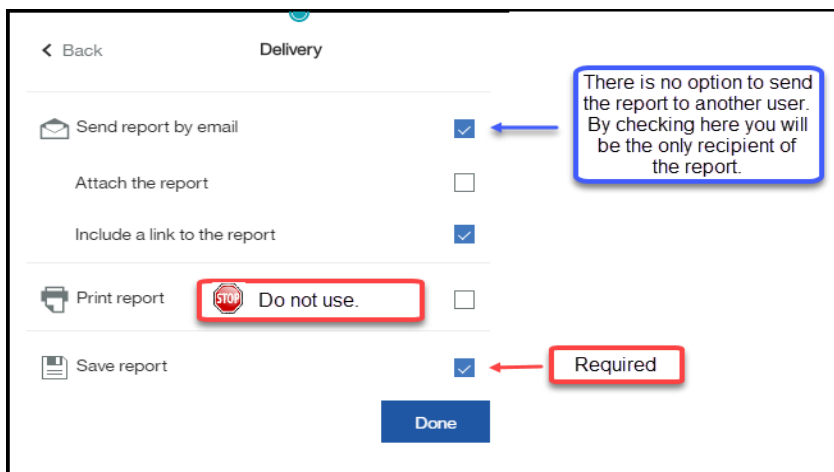 Back
Delivery
There is no option to send
the report to another user.
By checking here you will
be the only recipient of
the report.
Send report by email
Attach the report
Include a link to the report
Print report
STOP
Do not use.
Save report
Required
Done